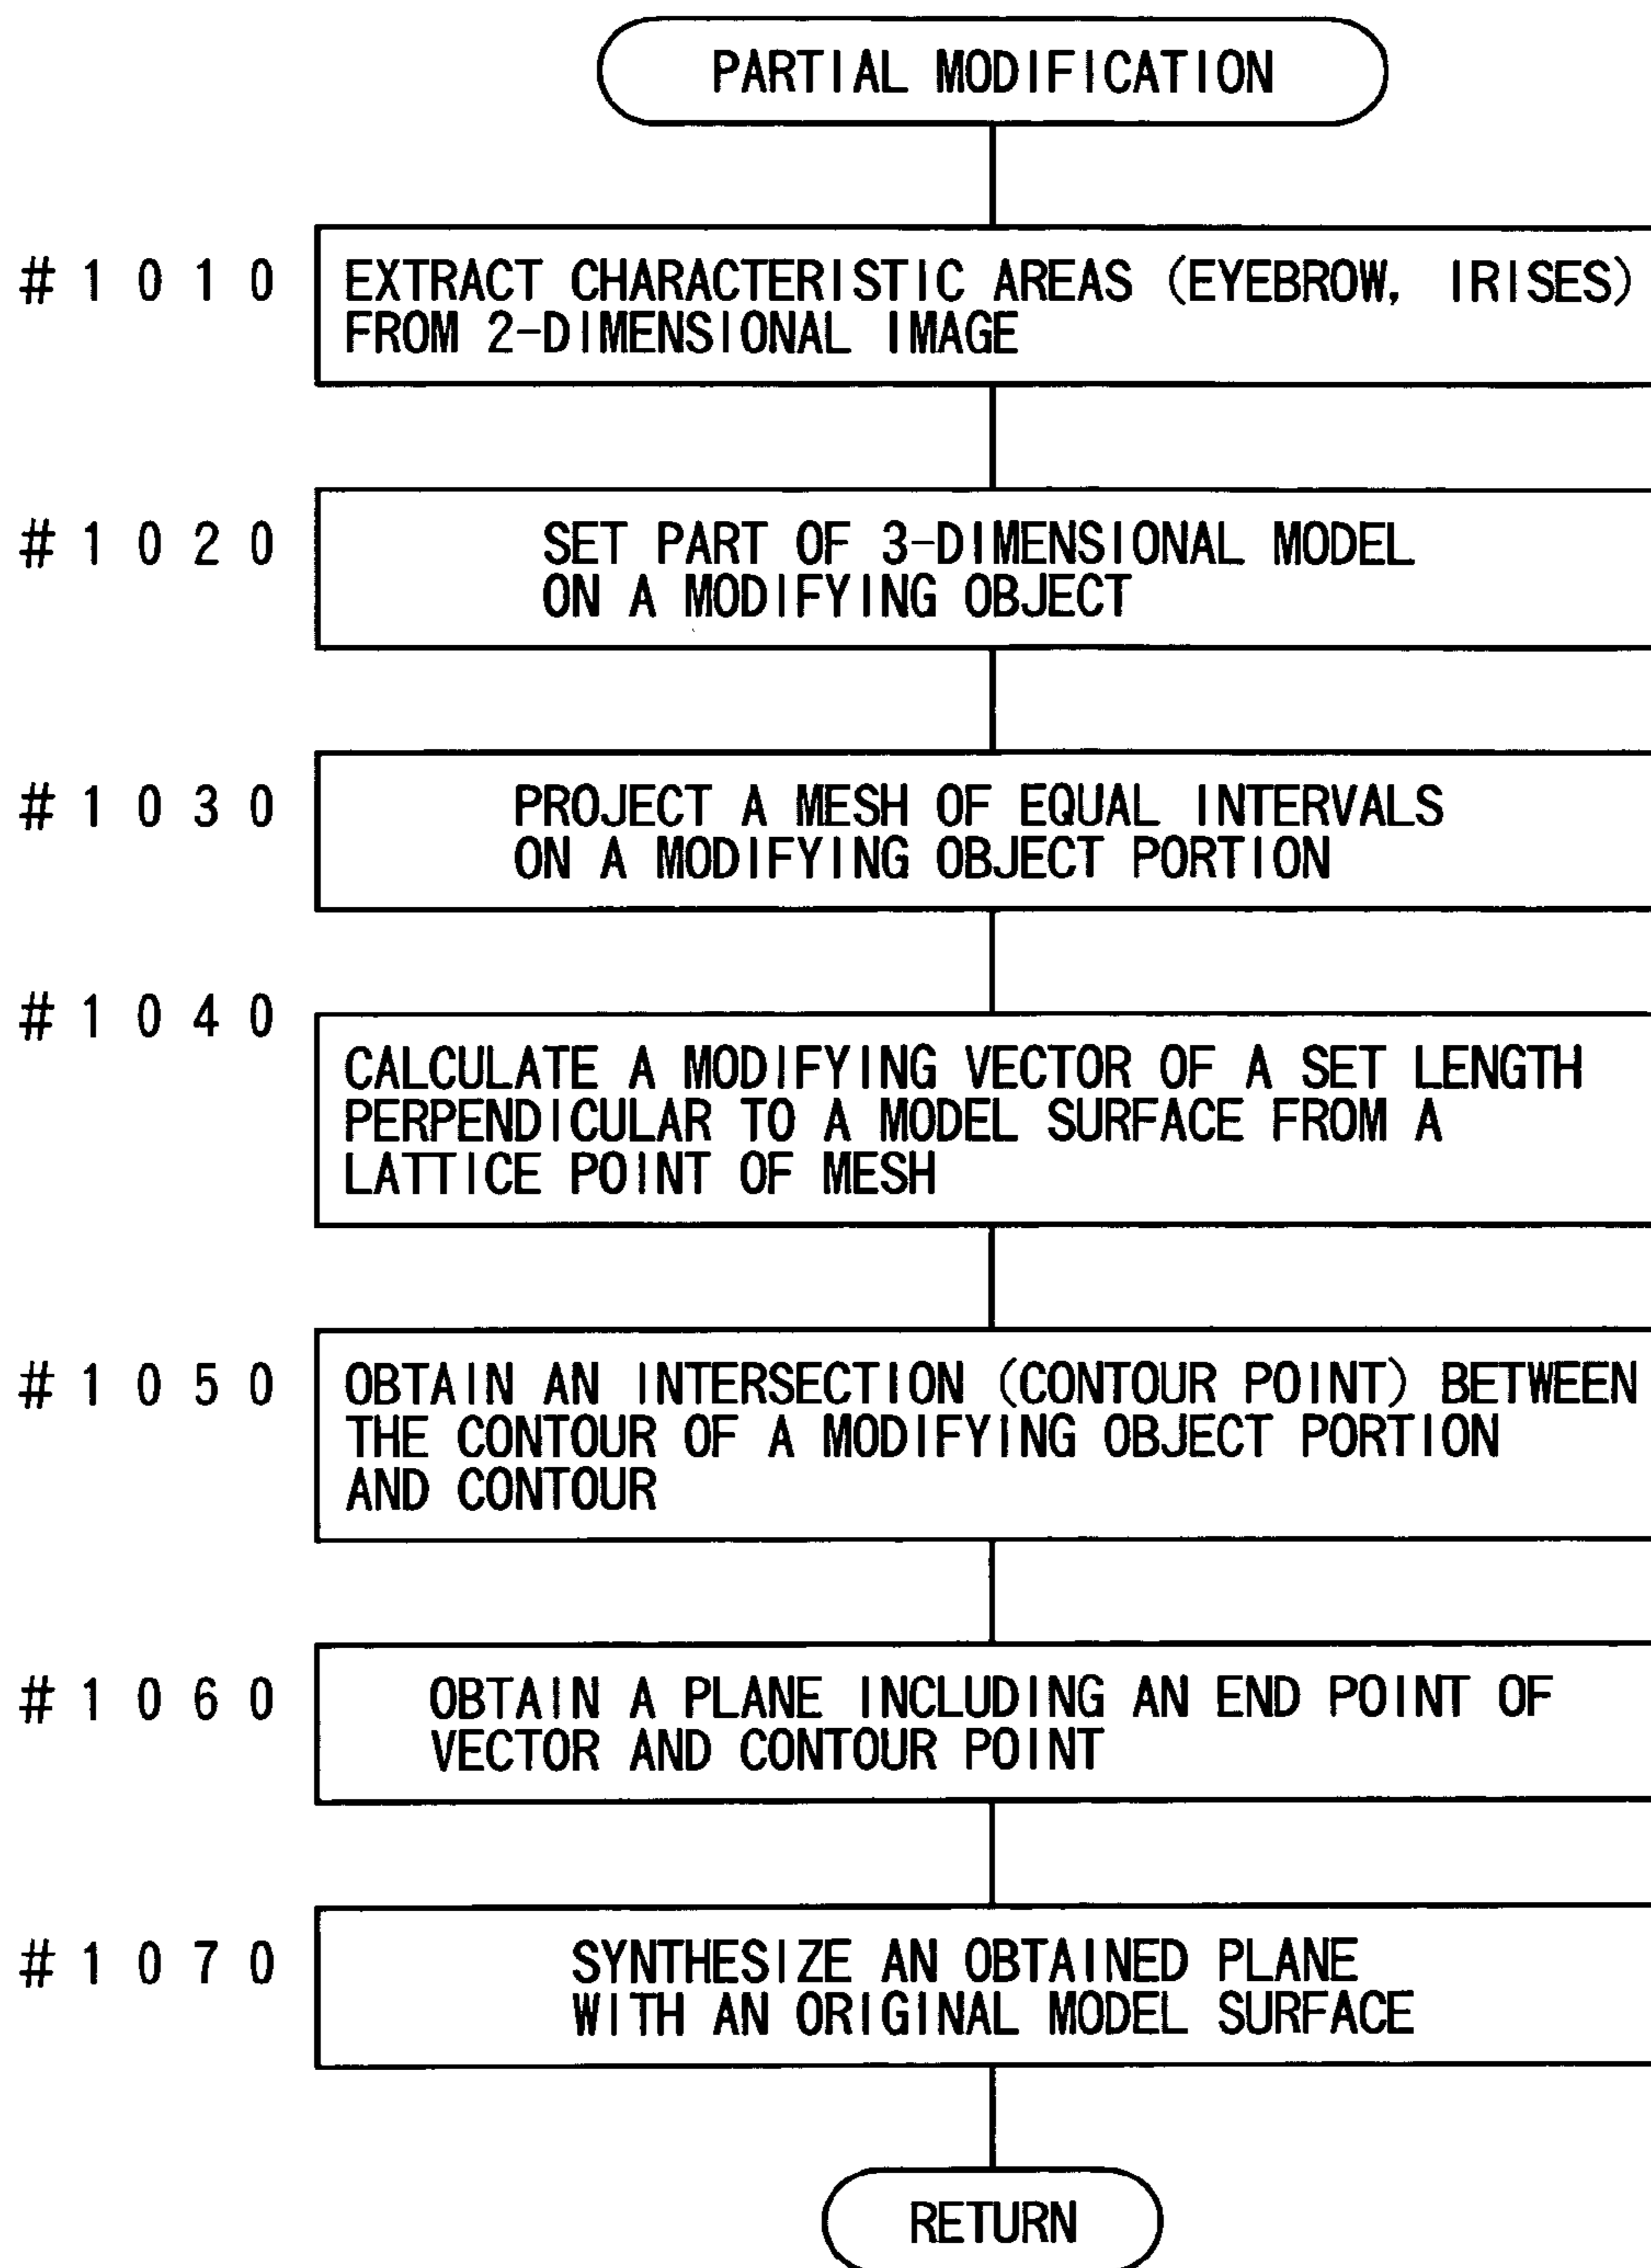 PARTIAL MODIFICATION
#1010
EXTRACT CHARACTERISTIC AREAS (EYEBROW, IRISES)
FROM 2-DIMENSIONAL IMAGE
#1020
SET PART OF 3-DIMENSIONAL MODEL
ON A MODIFYING OBJECT
#1030
PROJECT A MESH OF EQUAL INTERVALS
ON A MODIFYING OBJECT PORTION
#1040
CALCULATE A MODIFYING VECTOR OF A SET LENGTH
PERPENDICULAR TO A MODEL SURFACE FROM A
LATTICE POINT OF MESH
#1050
OBTAIN AN INTERSECTION (CONTOUR POINT) BETWEEN
THE CONTOUR OF A MODIFYING OBJECT PORTION
AND CONTOUR
#1060
OBTAIN A PLANE INCLUDING AN END POINT OF
VECTOR AND CONTOUR POINT
#1070
SYNTHESIZE AN OBTAINED PLANE
WITH AN ORIGINAL MODEL SURFACE
RETURN